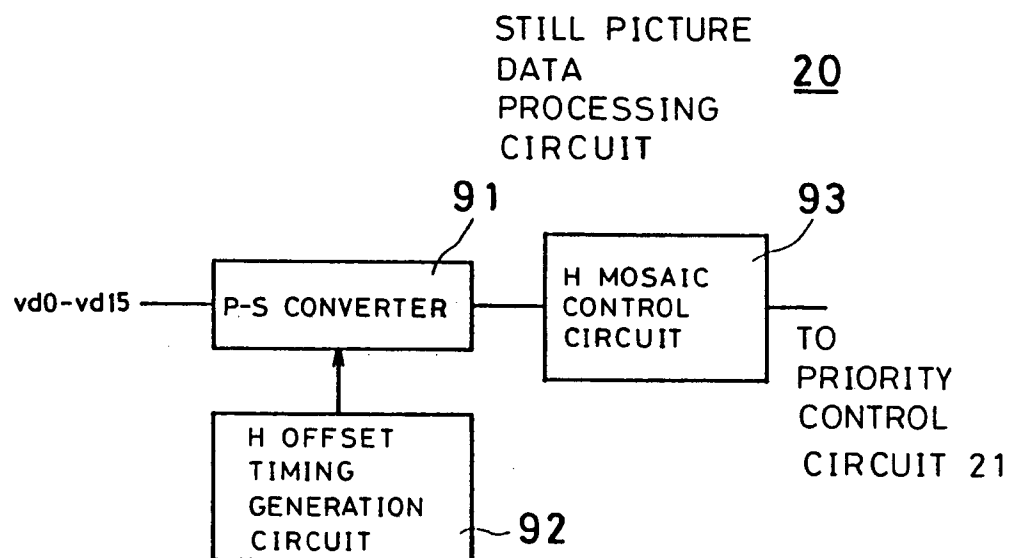 STILL PICTURE
DATA
PROCESSING
CIRCUIT
20
91
93
vd0-vd15
P-S CONVERTER
H MOSAIC
CONTROL
CIRCUIT
TO
PRIORITY
CONTROL
CIRCUIT 21
H OFFSET
TIMING
GENERATION
CIRCUIT
92